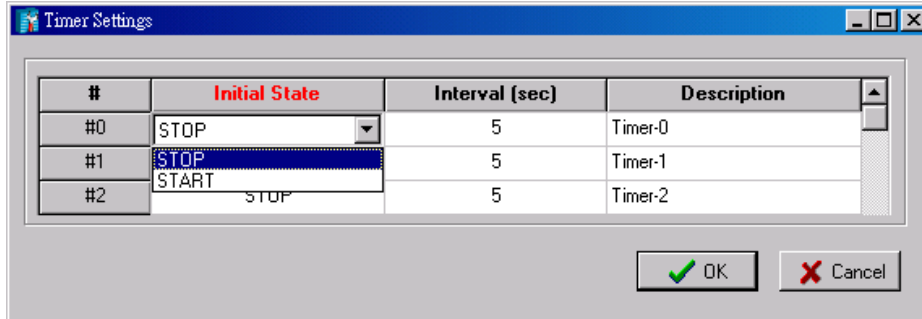 Timer Settings
# Initial State Interval (sec) Description
#0 STOP 5 Timer-0
#1 STOP 5 Timer-1
START
#2 STOP 5 Timer-2
OK Cancel